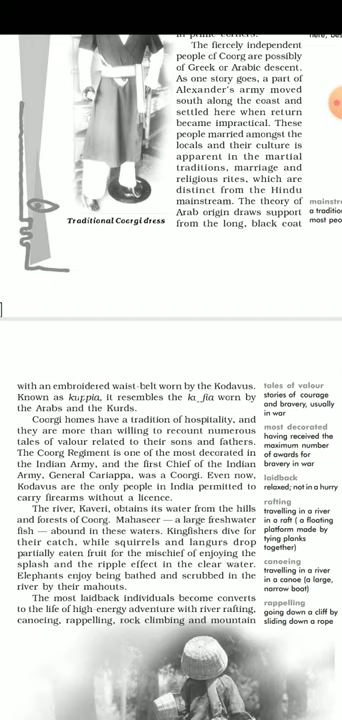 The fiercely independent
people of Coorg are possibly
of Greek or Arabic descent.
As one story goes, a part of
Alexander's army moved
south along the coast and
settled here when return
became impractical. These
people married amongst the
locals and their culture is
apparent in the martial
traditions, marriage and
religious rites, which are
distinct from the Hindu
mainstream. The theory of
Arab origin draws support
from the long, black coat
Traditional Coorgi dress
mainstre
a traditio
most peo
with an embroidered waist-belt worn by the Kodavus.
Known as kuppia, it resembles the worn by
the Arabs and the Kurds.
Coorgi homes have a tradition of hospitality, and
they are more than willing to recount numerous
tales of valour related to their sons and fathers.
The Coorg Regiment is one of the most decorated in
the Indian Army, and the first Chief of the Indian
Army, General Cariappa, was a Coorgi. Even now,
Kodavus are the only people in India permitted to
carry firearms without a licence.
The river, Kaveri, obtains its water from the hills
and forests of Coorg. Mahaseer — a large freshwater
fish — abound in these waters. Kingfishers dive for
their catch, while squirrels and langurs drop
partially eaten fruit for the mischief of enjoying the
splash and the ripple effect in the clear water.
Elephants enjoy being bathed and scrubbed in the
river by their mahouts.
The most laidback individuals become converts
to the life of high-energy adventure with river rafting,
canoeing, rappelling, rock climbing and mountain
tales of valour
stories of courage
and bravery, usually
in war
most decorated
having received the
maximum number
of awards for
bravery in war
laidback
relaxed; not in a hurry
rafting
travelling in a river
in a raft ( a floating
platform made by
tying planks
together)
canoeing
travelling in a river
in a canoe (a large,
narrow boat)
rappelling
going down a cliff by
sliding down a rope